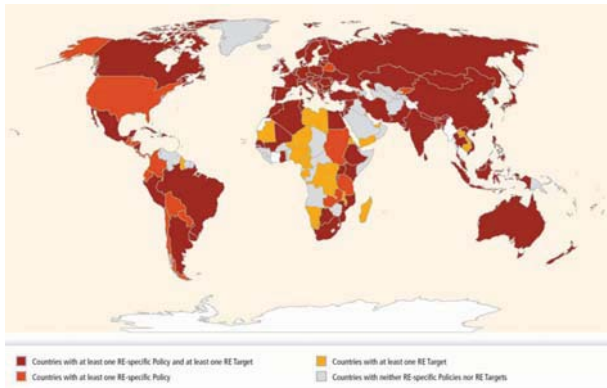 Countries with at least one RE-specific Policy and at least one RE Target
Countries with at least one RE-specific Policy
Countries with at least one RE Target
Countries with neither RE-specific Policies nor RE Targets